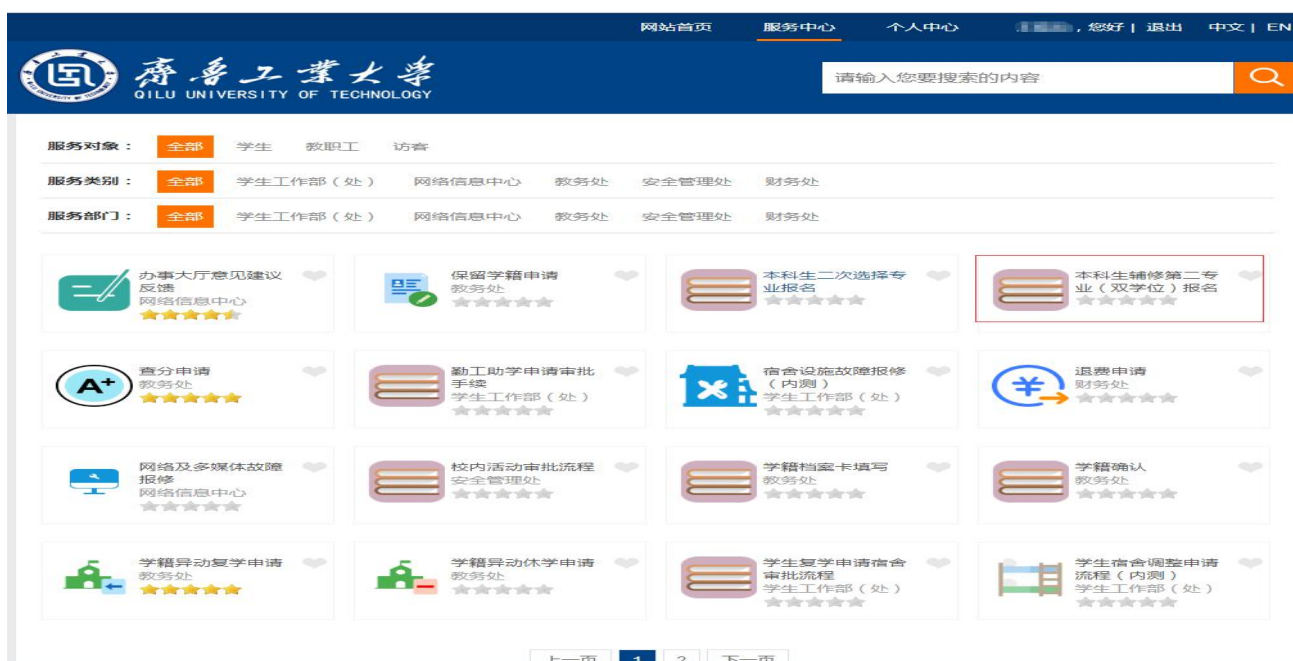 网站首页 服务中心 个人中心 ，您好 | 退出 中文 | EN
齐鲁工业大学
QILU UNIVERSITY OF TECHNOLOGY
请输入您要搜索的内容
服务对象： 全部 学生 教职工 访客
服务类别： 全部 学生工作部（处） 网络信息中心 教务处 安全管理处 财务处
服务部门： 全部 学生工作部（处） 网络信息中心 教务处 安全管理处 财务处
办事大厅意见建议
反馈
网络信息中心
保留学籍申请
教务处
本科生二次选择专
业报名
本科生辅修第二专
业（双学位）报名
A+
查分申请
教务处
勤工助学申请审批
手续
学生工作部（处）
宿舍设施故障报修
（内测）
学生工作部（处）
退费申请
财务处
网络及多媒体故障
报修
网络信息中心
校内活动审批流程
安全管理处
学籍档案卡填写
教务处
学籍确认
教务处
学籍异动复学申请
教务处
学籍异动休学申请
教务处
学生复学申请宿舍
审批流程
学生工作部（处）
学生宿舍调整申请
流程（内测）
学生工作部（处）
上一页 1 2 下一页